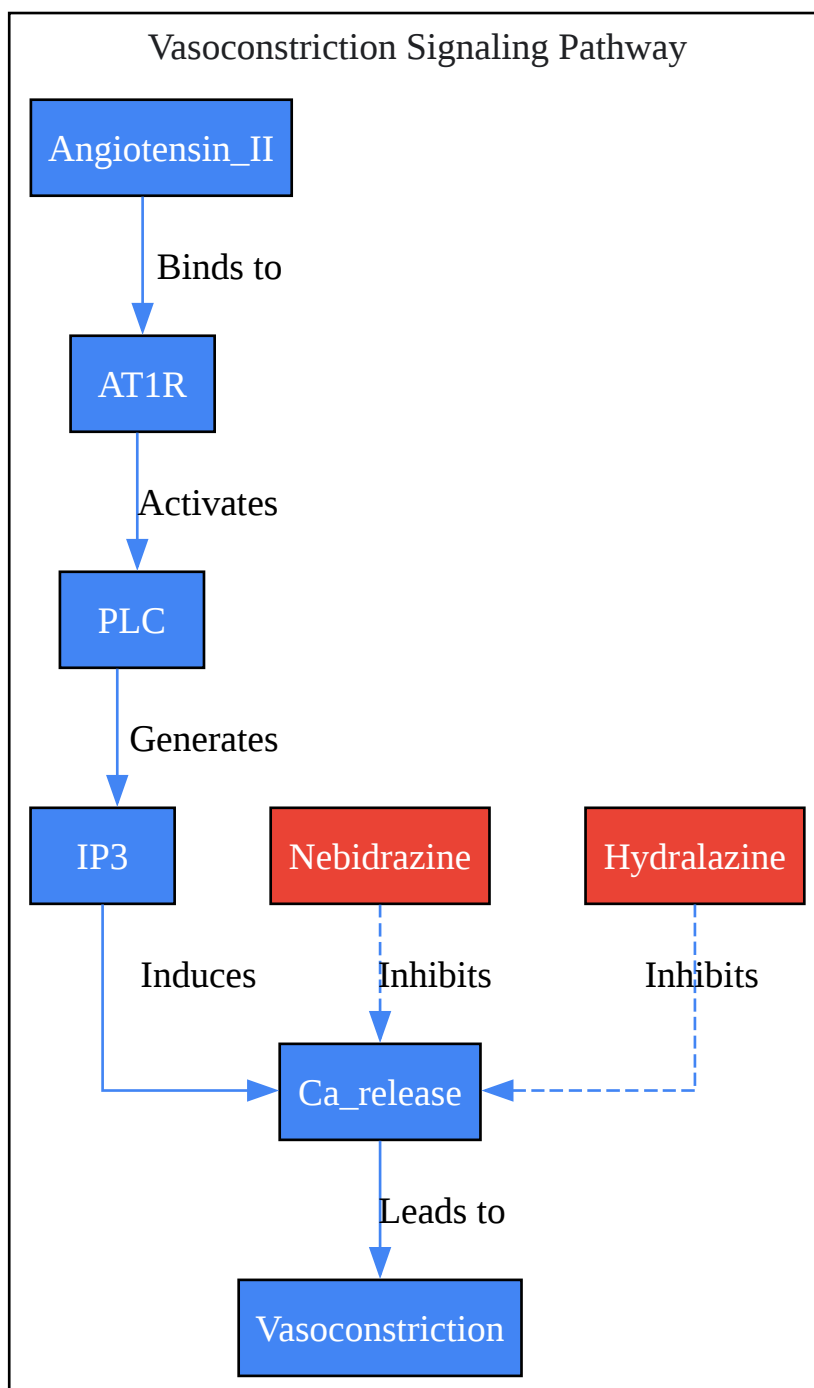 Vasoconstriction Signaling Pathway
Angiotensin_II
Binds to
AT1R
Activates
PLC
Generates
IP3
Nebidrazine
Hydralazine
Induces
Inhibits
Inhibits
Ca_release
Leads to
Vasoconstriction